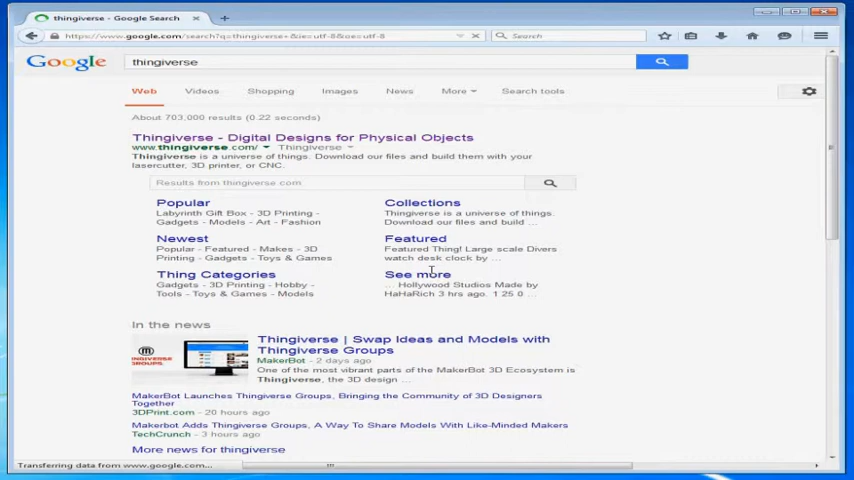 thingiverse - Google Search
https://www.google.com/search?q=thingiverse+&ie=utf-8&oe=utf-8
Search
Google
thingiverse
Web Videos Shopping Images News More Search tools
About 703,000 results (0.22 seconds)
Thingiverse - Digital Designs for Physical Objects
www.thingiverse.com/ Thingiverse
Thingiverse is a universe of things. Download our files and build them with your
lasercutter, 3D printer, or CNC.
Results from thingiverse.com
Popular
Labyrinth Gift Box - 3D Printing -
Gadgets - Models - Art - Fashion
Collections
Thingiverse is a universe of things.
Download our files and build ...
Newest
Popular - Featured - Makes - 3D
Printing - Gadgets - Toys & Games
Featured
Featured Thing! Large scale Divers
watch desk clock by ...
Thing Categories
Gadgets - 3D Printing - Hobby -
Tools - Toys & Games - Models
See more
... Hollywood Studios Made by
HaHaRich 3 hrs ago. 1 25 0 ...
In the news
Thingiverse | Swap Ideas and Models with
Thingiverse Groups
MakerBot - 2 days ago
One of the most vibrant parts of the MakerBot 3D Ecosystem is
Thingiverse, the 3D design ...
MakerBot Launches Thingiverse Groups, Bringing the Community of 3D Designers
Together
3DPrint.com - 20 hours ago
MakerBot Adds Thingiverse Groups, A Way To Share Models With Like-Minded Makers
TechCrunch - 3 hours ago
More news for thingiverse
Transferring data from www.google.com...